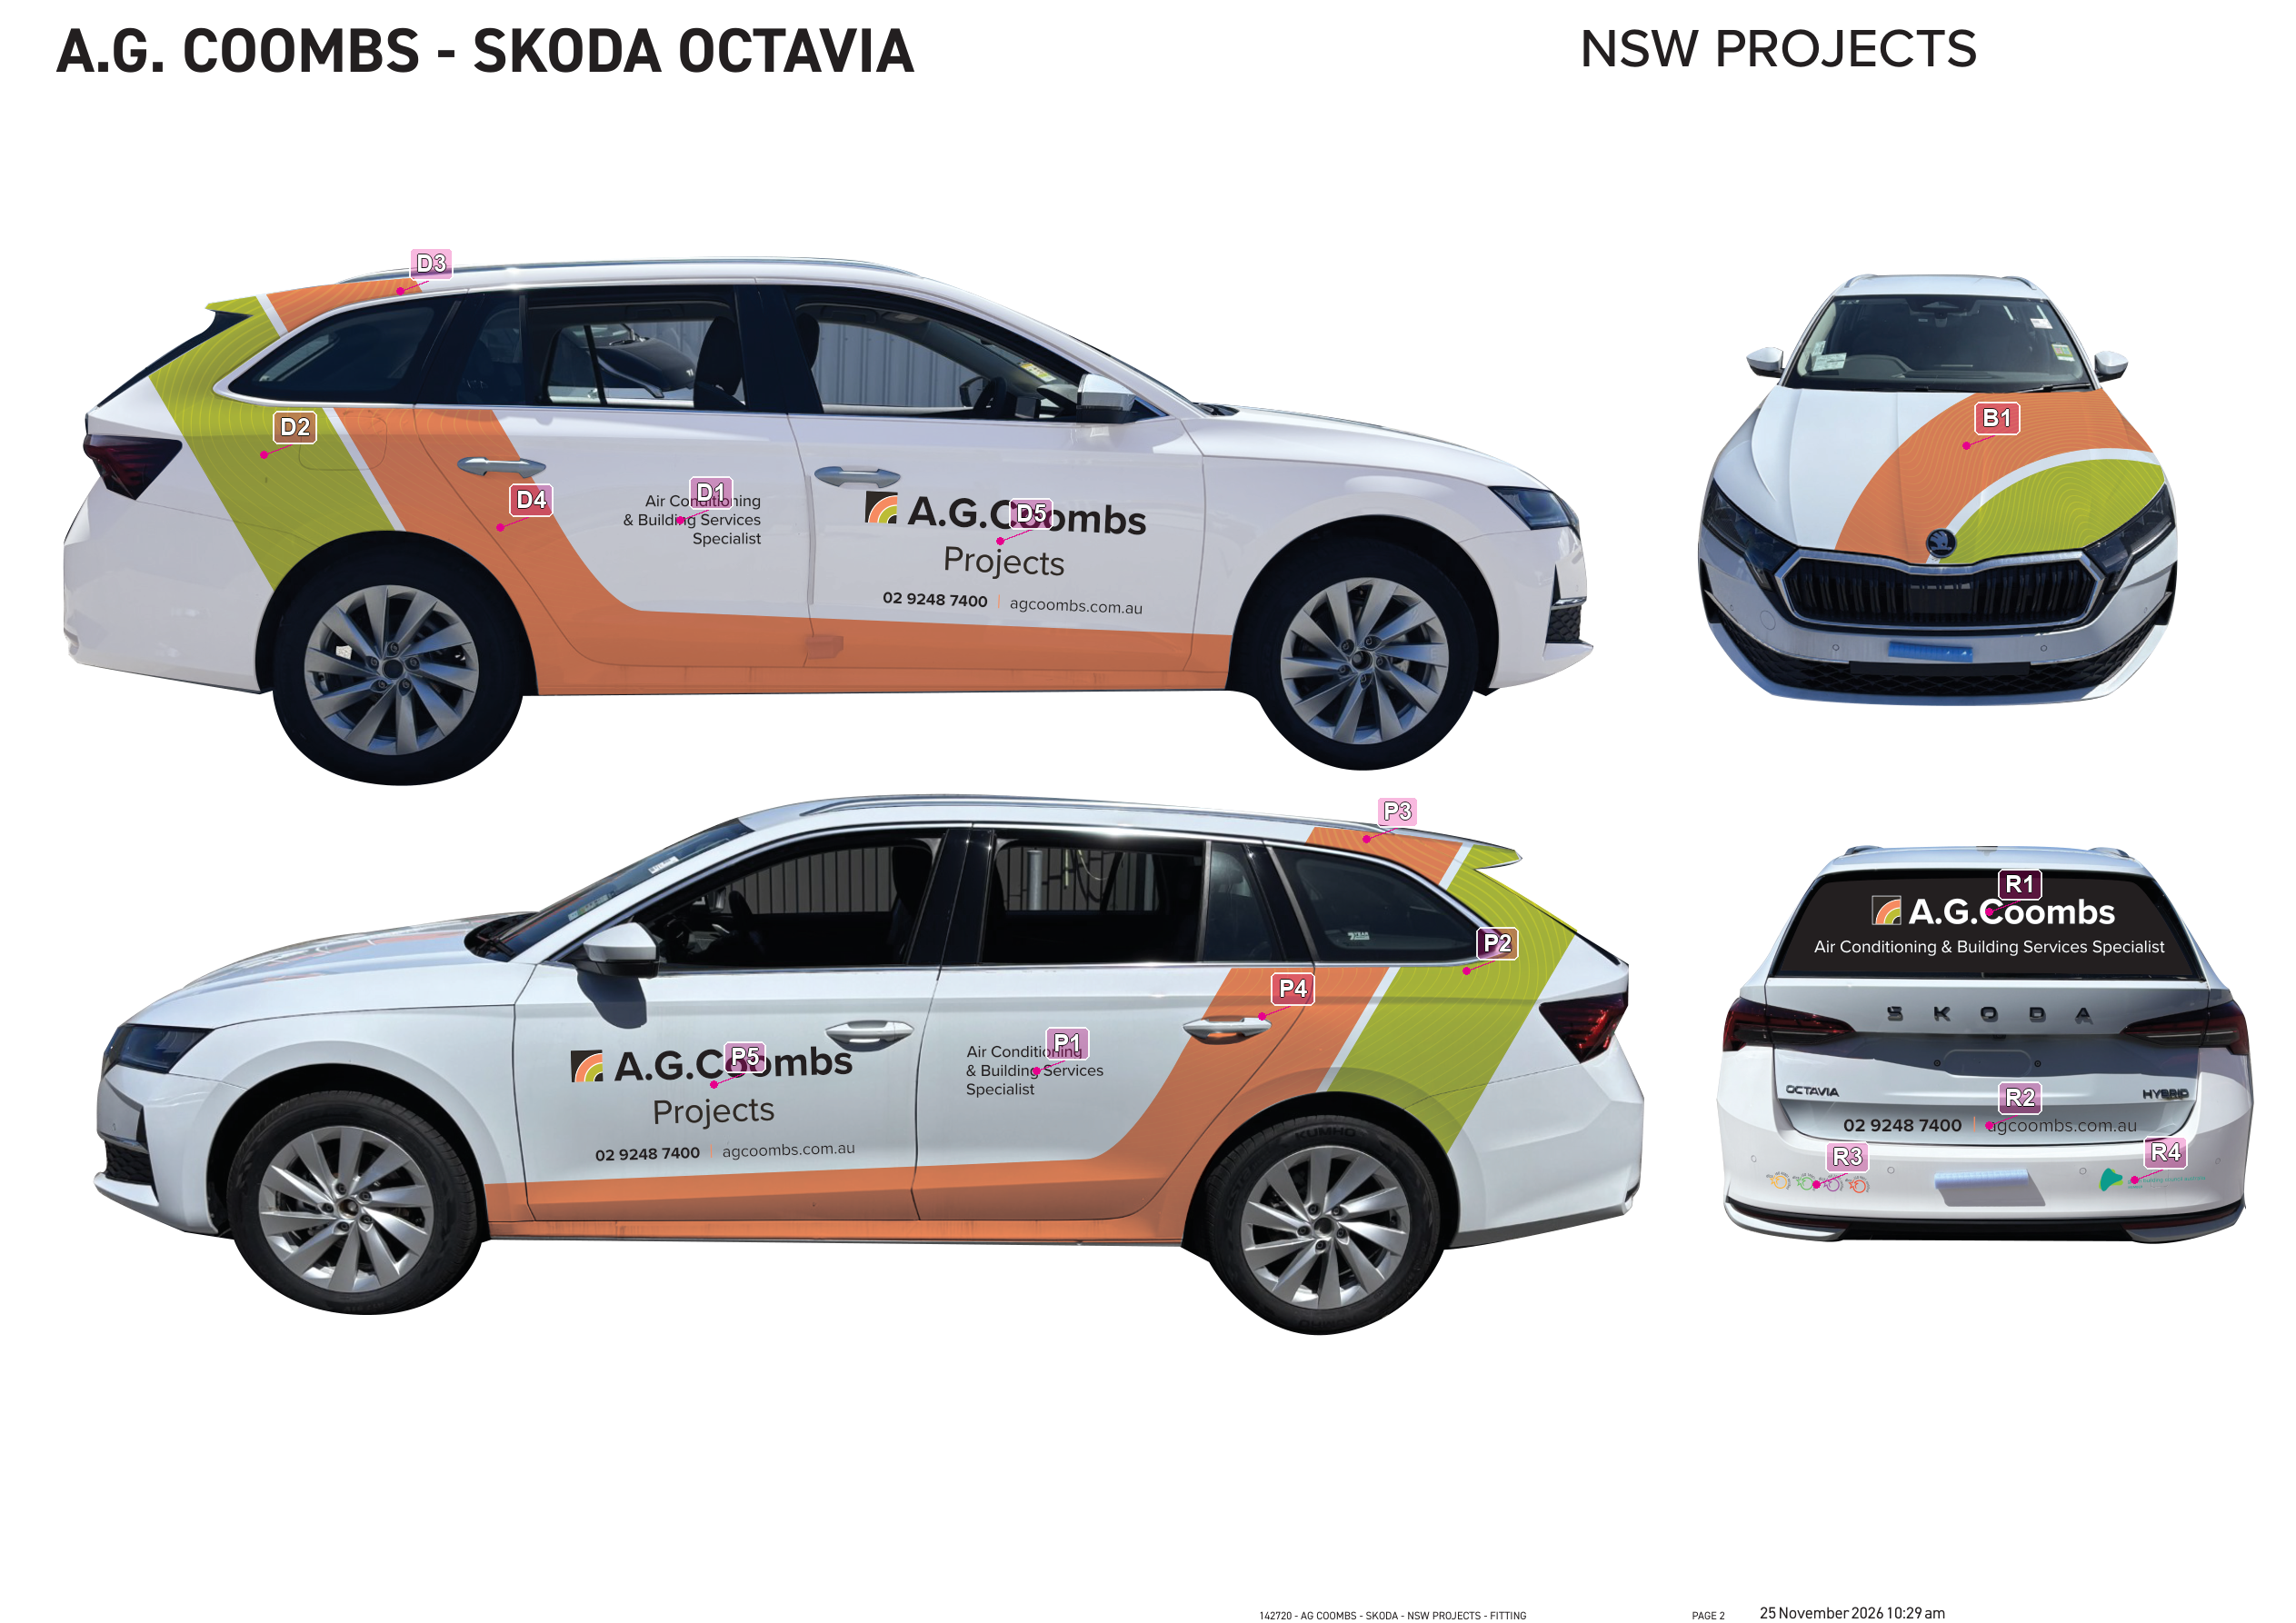 A.G. COOMBS - SKODA OCTAVIA
NSW PROJECTS
D3
D2
D4
Air Conditioning
& Building Services
Specialist
D1
A.G.Coombs
D5
Projects
02 9248 7400 | agcoombs.com.au
B1
P3
P2
P4
A.G.Coombs
P5
Projects
02 9248 7400 | agcoombs.com.au
Air Conditioning
& Building Services
Specialist
P1
KUMHO
R1
A.G.Coombs
Air Conditioning & Building Services Specialist
SKODA
OCTAVIA
HYBRID
R2
02 9248 7400 | agcoombs.com.au
R3
R4
142720 - AG COOMBS - SKODA - NSW PROJECTS - FITTING
PAGE 2
25 November 2026 10:29 am